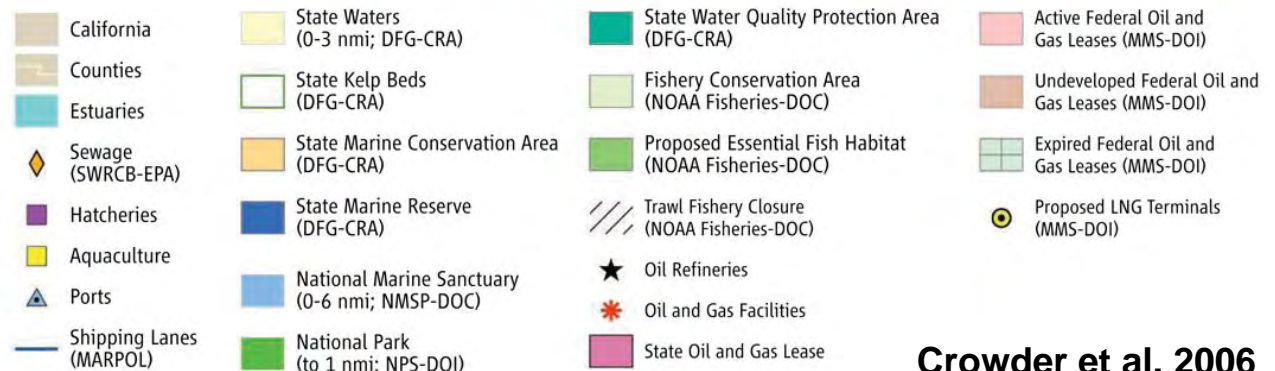 California
Counties
Estuaries
Sewage
(SWRCB-EPA)
Hatcheries
Aquaculture
Ports
Shipping Lanes
(MARPOL)
State Waters
(0-3 nmi; DFG-CRA)
State Kelp Beds
(DFG-CRA)
State Marine Conservation Area
(DFG-CRA)
State Marine Reserve
(DFG-CRA)
National Marine Sanctuary
(0-6 nmi; NMSP-DOC)
National Park
(to 1 nmi; NPS-DOI)
State Water Quality Protection Area
(DFG-CRA)
Fishery Conservation Area
(NOAA Fisheries-DOC)
Proposed Essential Fish Habitat
(NOAA Fisheries-DOC)
Trawl Fishery Closure
(NOAA Fisheries-DOC)
Oil Refineries
Oil and Gas Facilities
State Oil and Gas Lease
Active Federal Oil and
Gas Leases (MMS-DOI)
Undeveloped Federal Oil and
Gas Leases (MMS-DOI)
Expired Federal Oil and
Gas Leases (MMS-DOI)
Proposed LNG Terminals
(MMS-DOI)
Crowder et al. 2006